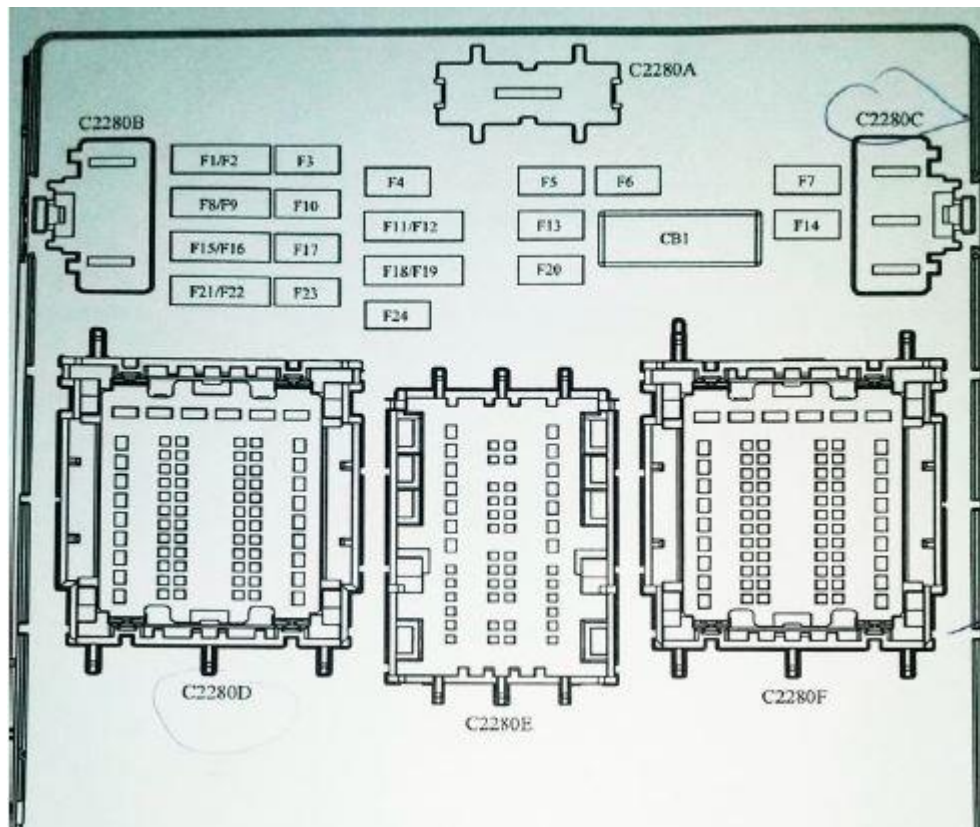 C2280A
C2280B
C2280C
F1/F2 F3
F4
F5 F6
F7
F8/F9 F10
F11/F12
F13
CB1
F14
F15/F16 F17
F18/F19
F20
F21/F22 F23
F24
C2280D
C2280E
C2280F